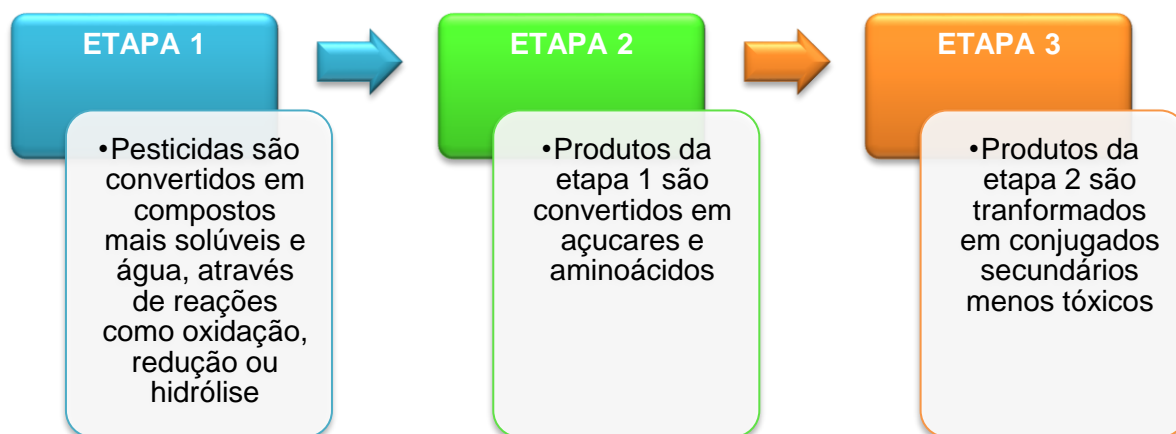 ETAPA 1
•Pesticidas são
convertidos em
compostos
mais solúveis e
água, através
de reações
como oxidação,
redução ou
hidrólise
ETAPA 2
•Produtos da
etapa 1 são
convertidos em
açucares e
aminoácidos
ETAPA 3
•Produtos da
etapa 2 são
tranformados
em conjugados
secundários
menos tóxicos